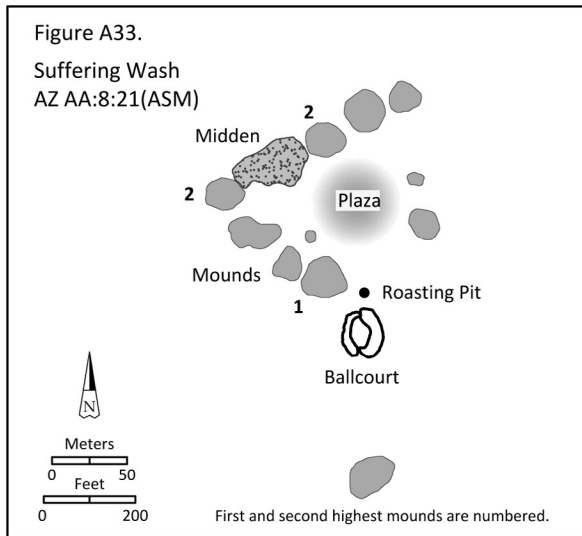 Figure A33.
Suffering Wash
AZ AA:8:21(ASM)
2
Midden
2
Plaza
Mounds
1
Roasting Pit
Ballcourt
N
Meters
0 50
Feet
0 200
First and second highest mounds are numbered.